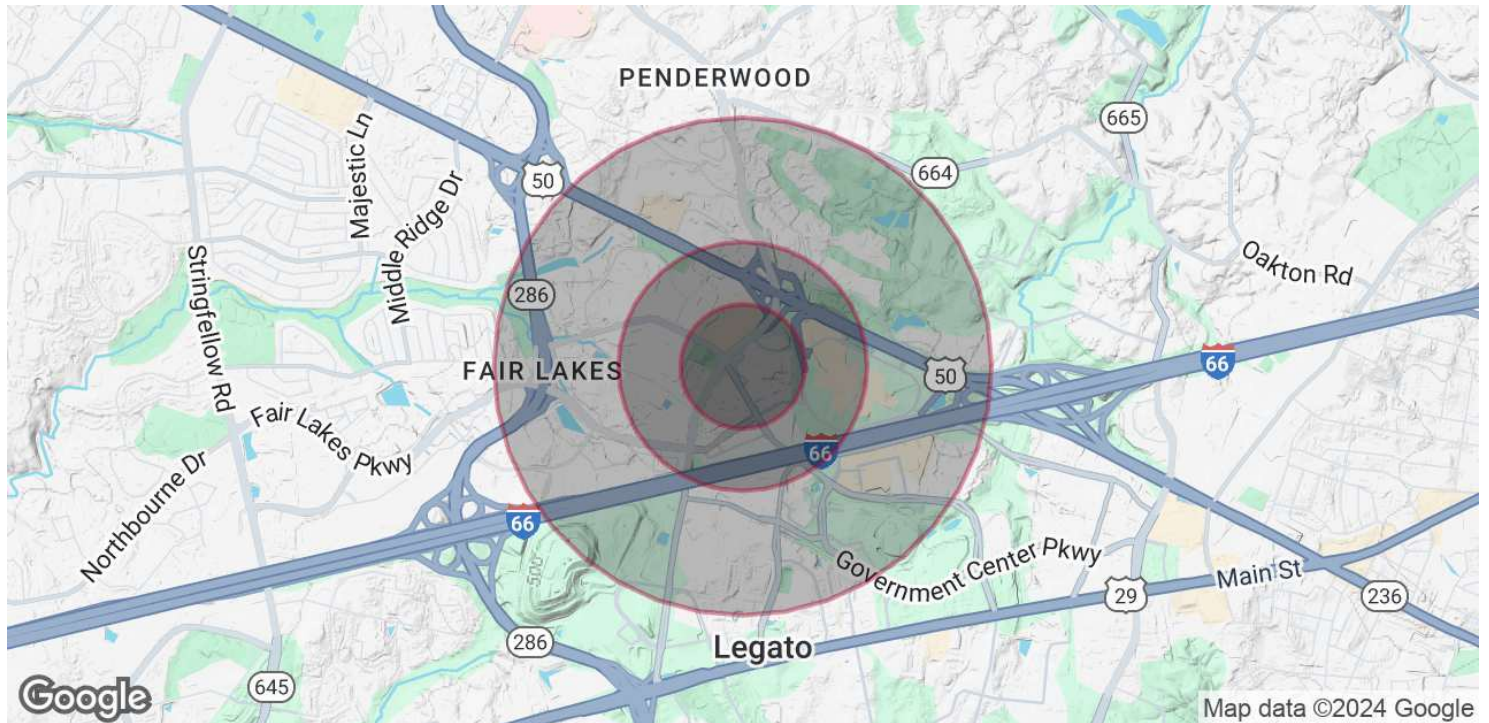 PENDERWOOD
665
664
50
Majestic Ln
Middle Ridge Dr
Oakton Rd
Stringfellow Rd
286
66
FAIR LAKES
50
Fair Lakes Pkwy
66
Northbourne Dr
66
500
Government Center Pkwy
Main St
29
236
286
Legato
645
Google
Map data ©2024 Google